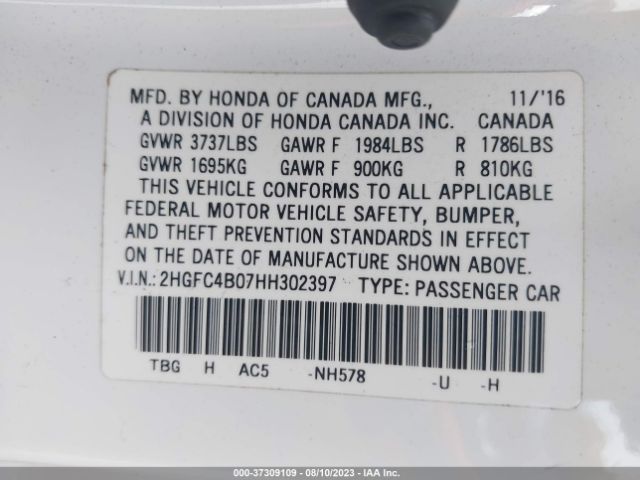 MFD. BY HONDA OF CANADA MFG., 11/'16
A DIVISION OF HONDA CANADA INC. CANADA
GVWR 3737LBS GAWR F 1984LBS R 1786LBS
GVWR 1695KG GAWR F 900KG R 810KG
THIS VEHICLE CONFORMS TO ALL APPLICABLE
FEDERAL MOTOR VEHICLE SAFETY, BUMPER,
AND THEFT PREVENTION STANDARDS IN EFFECT
ON THE DATE OF MANUFACTURE SHOWN ABOVE.
V.I.N.: 2HGFC4B07HH302397 TYPE: PASSENGER CAR
TBG H AC5 -NH578 -U -H
000-37309109 - 08/10/2023 - IAA Inc.